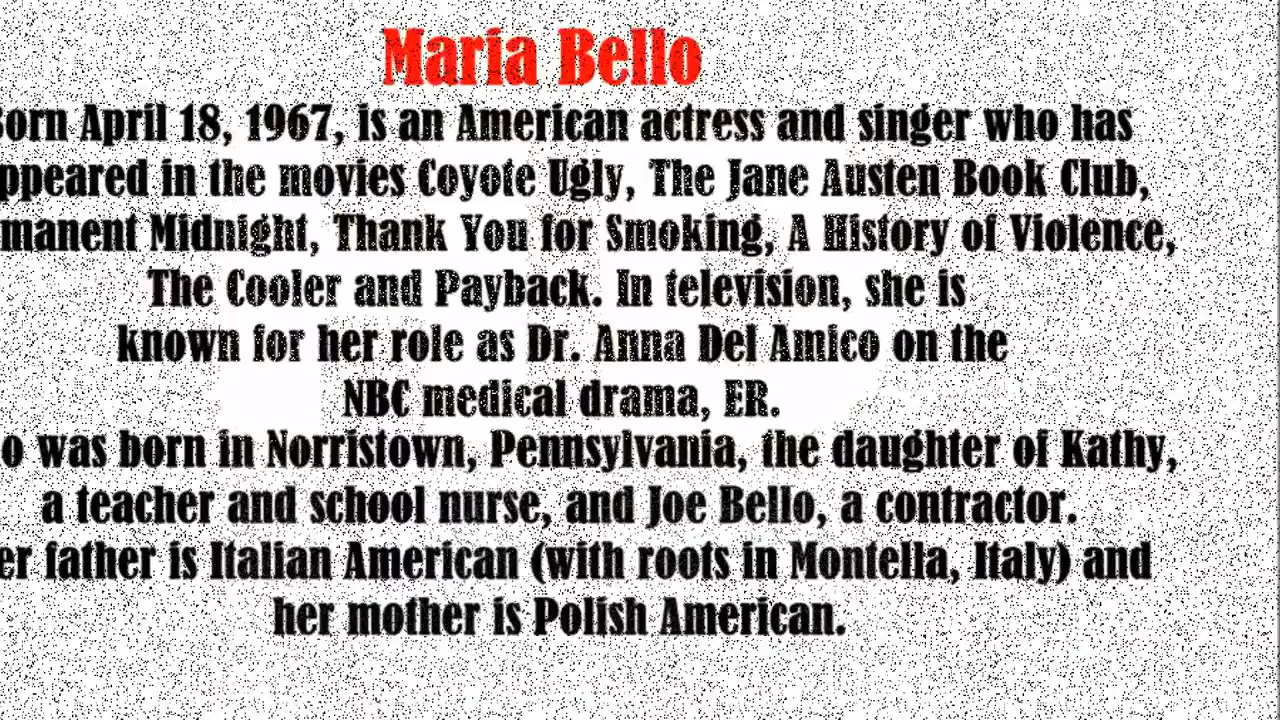 Maria Bello
Born April 18, 1967, is an American actress and singer who has
ppeared in the movies Coyote Ugly, The Jane Austen Book Club,
manent Midnight, Thank You for Smoking, A History of Violence,
The Cooler and Payback. In television, she is
known for her role as Dr. Anna Del Amico on the
NBC medical drama, ER.
o was born in Norristown, Pennsylvania, the daughter of Kathy,
a teacher and school nurse, and Joe Bello, a contractor.
er father is Italian American (with roots in Montella, Italy) and
her mother is Polish American.